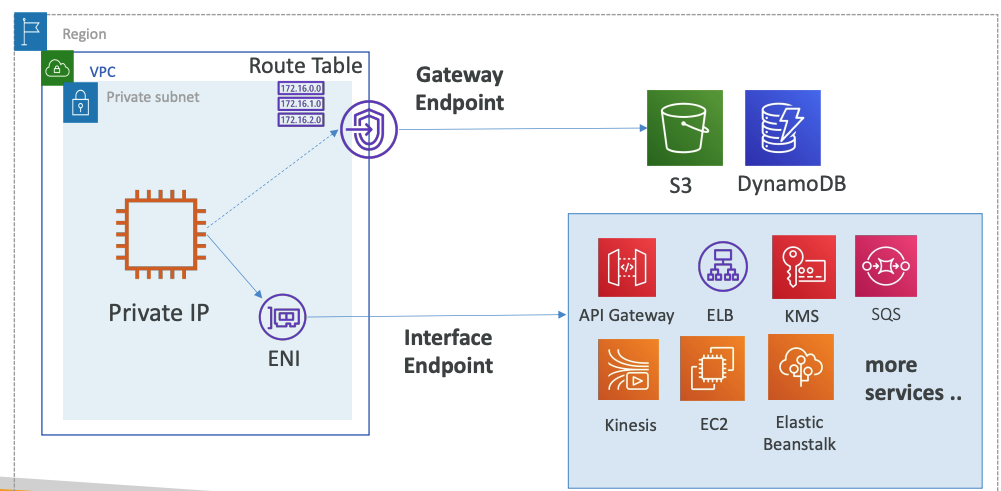 Region
VPC
Route Table
Private subnet
172.16.0.0
172.16.1.0
172.16.2.0
Gateway
Endpoint
S3
DynamoDB
Private IP
ENI
Interface
Endpoint
API Gateway
ELB
KMS
SQS
Kinesis
EC2
Elastic
Beanstalk
more
services ..